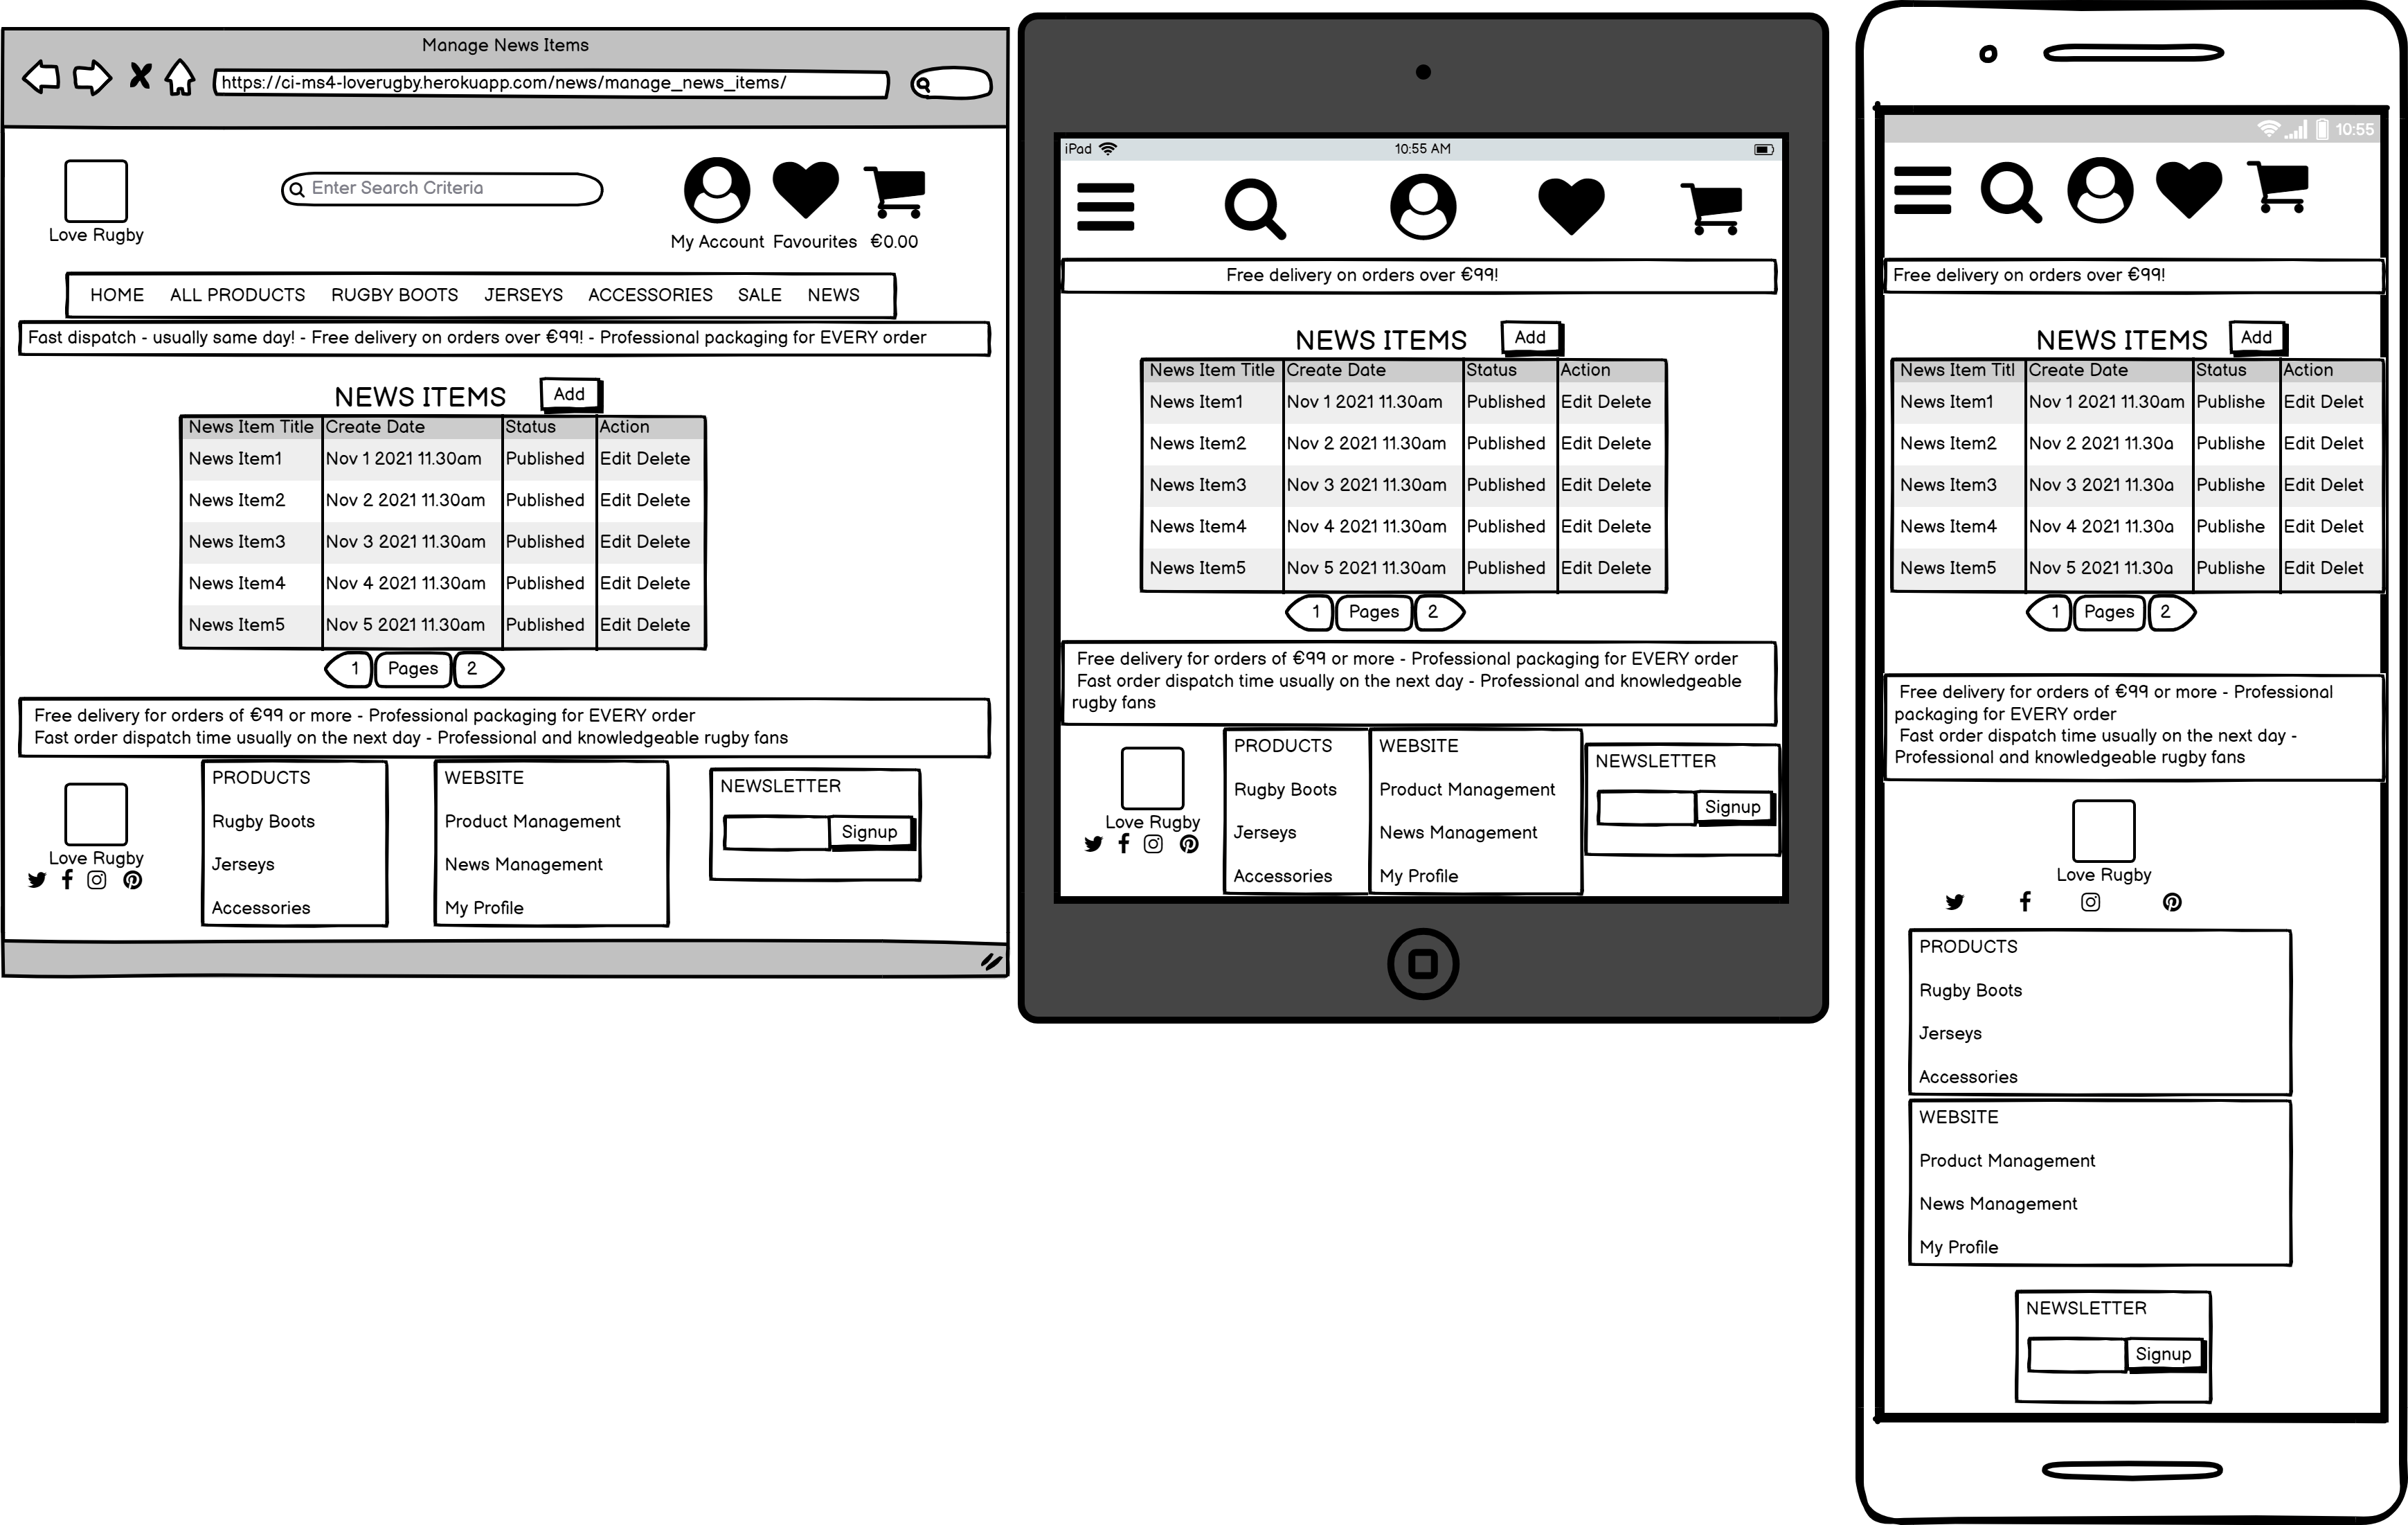 Manage News Items
https://ci-ms4-loverugby.herokuapp.com/news/manage_news_items/
Enter Search Criteria
Love Rugby
My Account Favourites €0.00
HOME ALL PRODUCTS RUGBY BOOTS JERSEYS ACCESSORIES SALE NEWS
Fast dispatch - usually same day! - Free delivery on orders over €99! - Professional packaging for EVERY order
NEWS ITEMS Add
News Item Title Create Date Status Action
News Item1 Nov 1 2021 11.30am Published Edit Delete
News Item2 Nov 2 2021 11.30am Published Edit Delete
News Item3 Nov 3 2021 11.30am Published Edit Delete
News Item4 Nov 4 2021 11.30am Published Edit Delete
News Item5 Nov 5 2021 11.30am Published Edit Delete
1 Pages 2
Free delivery for orders of €99 or more - Professional packaging for EVERY order
Fast order dispatch time usually on the next day - Professional and knowledgeable rugby fans
Love Rugby
PRODUCTS
Rugby Boots
Jerseys
Accessories
WEBSITE
Product Management
News Management
My Profile
NEWSLETTER
Signup
iPad 10:55 AM
Free delivery on orders over €99!
NEWS ITEMS Add
News Item Title Create Date Status Action
News Item1 Nov 1 2021 11.30am Published Edit Delete
News Item2 Nov 2 2021 11.30am Published Edit Delete
News Item3 Nov 3 2021 11.30am Published Edit Delete
News Item4 Nov 4 2021 11.30am Published Edit Delete
News Item5 Nov 5 2021 11.30am Published Edit Delete
1 Pages 2
Free delivery for orders of €99 or more - Professional packaging for EVERY order
Fast order dispatch time usually on the next day - Professional and knowledgeable
rugby fans
Love Rugby
PRODUCTS
Rugby Boots
Jerseys
Accessories
WEBSITE
Product Management
News Management
My Profile
NEWSLETTER
Signup
10:55
Free delivery on orders over €99!
NEWS ITEMS Add
News Item Titl Create Date Status Action
News Item1 Nov 1 2021 11.30am Publishe Edit Delet
News Item2 Nov 2 2021 11.30a Publishe Edit Delet
News Item3 Nov 3 2021 11.30a Publishe Edit Delet
News Item4 Nov 4 2021 11.30a Publishe Edit Delet
News Item5 Nov 5 2021 11.30a Publishe Edit Delet
1 Pages 2
Free delivery for orders of €99 or more - Professional
packaging for EVERY order
Fast order dispatch time usually on the next day -
Professional and knowledgeable rugby fans
Love Rugby
PRODUCTS
Rugby Boots
Jerseys
Accessories
WEBSITE
Product Management
News Management
My Profile
NEWSLETTER
Signup